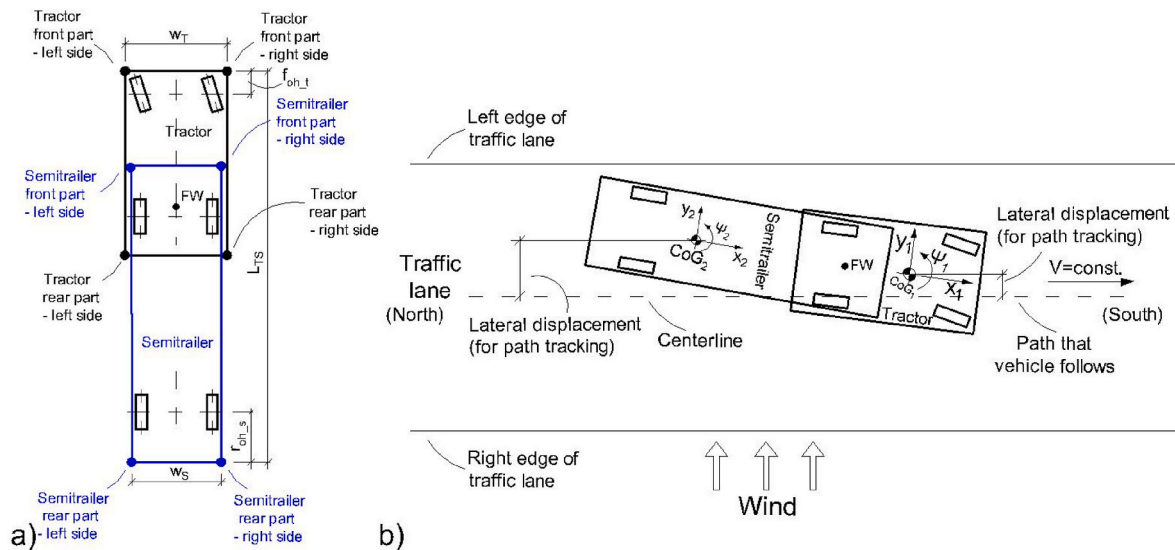 Tractor
front part
- left side
w_T
Tractor
front part
- right side
f_oh_t
Semitrailer
front part
- right side
Tractor
Semitrailer
front part
- left side
FW
Tractor
rear part
- right side
L_TS
Tractor
rear part
- left side
Semitrailer
r_oh_s
w_S
Semitrailer
rear part
- left side
Semitrailer
rear part
- right side
a)
Left edge of
traffic lane
Lateral displacement
(for path tracking)
y_2
ψ_2
x_2
CoG_2
Semitrailer
FW
y_1
ψ_1
x_1
CoG_1
Tractor
V=const.
Traffic
lane
(North)
(South)
Lateral displacement
(for path tracking)
Centerline
Path that
vehicle follows
Right edge of
traffic lane
Wind
b)